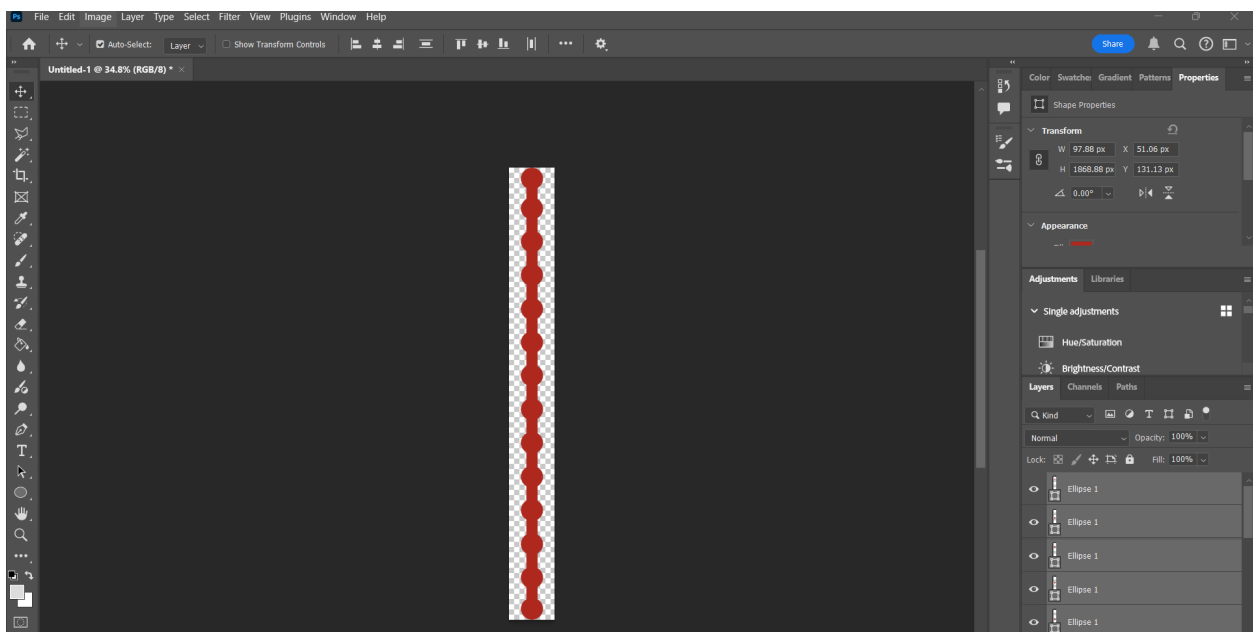 Ps File Edit Image Layer Type Select Filter View Plugins Window Help
Auto-Select: Layer Show Transform Controls Share
Untitled-1 @ 34.8% (RGB/8) * ×
Color Swatche Gradient Patterns Properties
Shape Properties
Transform
W 97.88 px X 51.06 px
H 1868.88 px Y 131.13 px
0.00°
Appearance
Adjustments Libraries
Single adjustments
Hue/Saturation
Brightness/Contrast
Layers Channels Paths
Kind
Normal Opacity: 100%
Lock: Fill: 100%
Ellipse 1
Ellipse 1
Ellipse 1
Ellipse 1
Ellipse 1